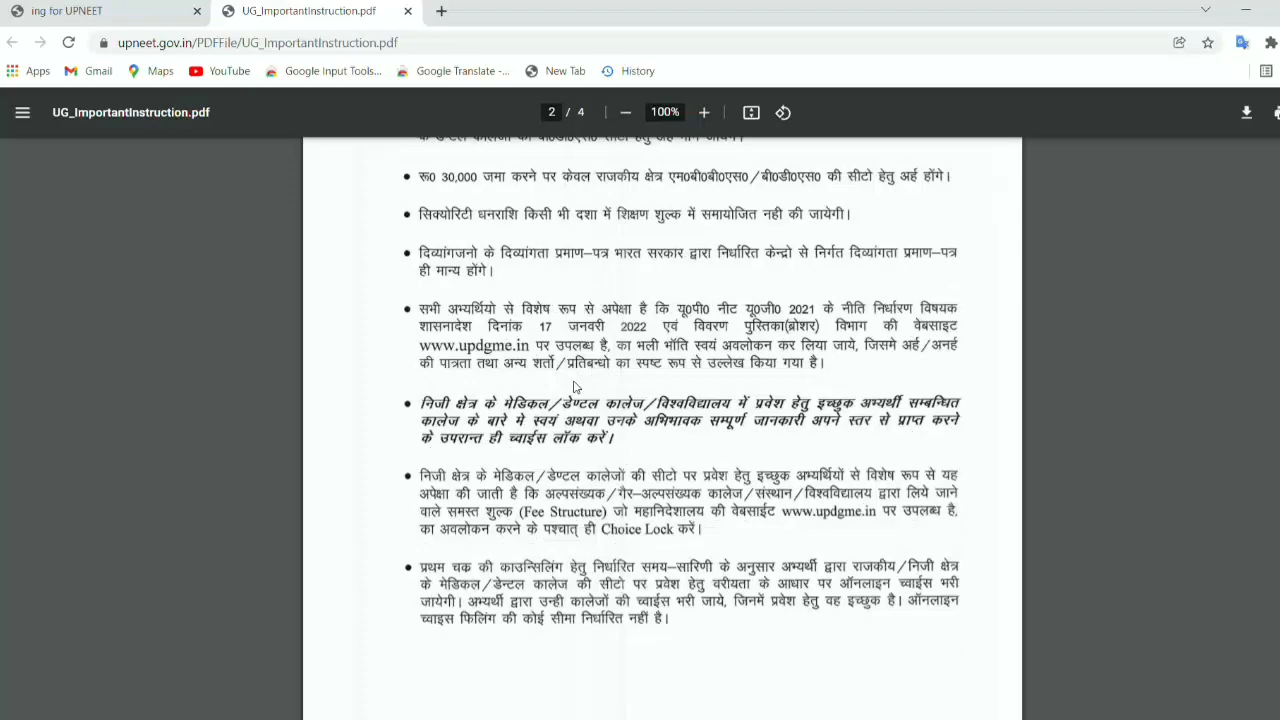 ing for UPNEET
UG_ImportantInstruction.pdf
upneet.gov.in/PDFFile/UG_ImportantInstruction.pdf
Apps Gmail Maps YouTube Google Input Tools... Google Translate -... New Tab History
UG_ImportantInstruction.pdf 2 / 4 100%
रू0 30,000 जमा करने पर केवल राजकीय क्षेत्र एम0बी0बी0एस0/बी0डी0एस0 की सीटो हेतु अर्ह होंगे।
सिक्योरिटी धनराशि किसी भी दशा में शिक्षण शुल्क में समायोजित नही की जायेगी।
दिव्यांगजनो के दिव्यांगता प्रमाण–पत्र भारत सरकार द्वारा निर्धारित केन्द्रो से निर्गत दिव्यांगता प्रमाण–पत्र
ही मान्य होंगे।
सभी अभ्यर्थियो से विशेष रूप से अपेक्षा है कि यू0पी0 नीट यू0जी0 2021 के नीति निर्धारण विषयक
शासनादेश दिनांक 17 जनवरी 2022 एवं विवरण पुस्तिका(ब्रोशर) विभाग की वेबसाइट
www.updgme.in पर उपलब्ध है, का भली भॉति स्वयं अवलोकन कर लिया जाये, जिसमे अर्ह/अनर्ह
की पात्रता तथा अन्य शर्तो/प्रतिबन्धो का स्पष्ट रूप से उल्लेख किया गया है।
निजी क्षेत्र के मेडिकल/डेण्टल कालेज/विश्वविद्यालय में प्रवेश हेतु इच्छुक अभ्यर्थी सम्बन्धित
कालेज के बारे मे स्वयं अथवा उनके अभिभावक सम्पूर्ण जानकारी अपने स्तर से प्राप्त करने
के उपरान्त ही च्वाईस लॉक करें।
निजी क्षेत्र के मेडिकल/डेण्टल कालेजों की सीटो पर प्रवेश हेतु इच्छुक अभ्यर्थियों से विशेष रूप से यह
अपेक्षा की जाती है कि अल्पसंख्यक/गैर–अल्पसंख्यक कालेज/संस्थान/विश्वविद्यालय द्वारा लिये जाने
वाले समस्त शुल्क (Fee Structure) जो महानिदेशालय की वेबसाईट www.updgme.in पर उपलब्ध है,
का अवलोकन करने के पश्चात् ही Choice Lock करें।
प्रथम चक्र की काउन्सिलिंग हेतु निर्धारित समय–सारिणी के अनुसार अभ्यर्थी द्वारा राजकीय/निजी क्षेत्र
के मेडिकल/डेन्टल कालेज की सीटो पर प्रवेश हेतु वरीयता के आधार पर ऑनलाइन च्वाईस भरी
जायेगी। अभ्यर्थी द्वारा उन्ही कालेजों की च्वाईस भरी जाये, जिनमें प्रवेश हेतु वह इच्छुक है। ऑनलाइन
च्वाइस फिलिंग की कोई सीमा निर्धारित नहीं है।